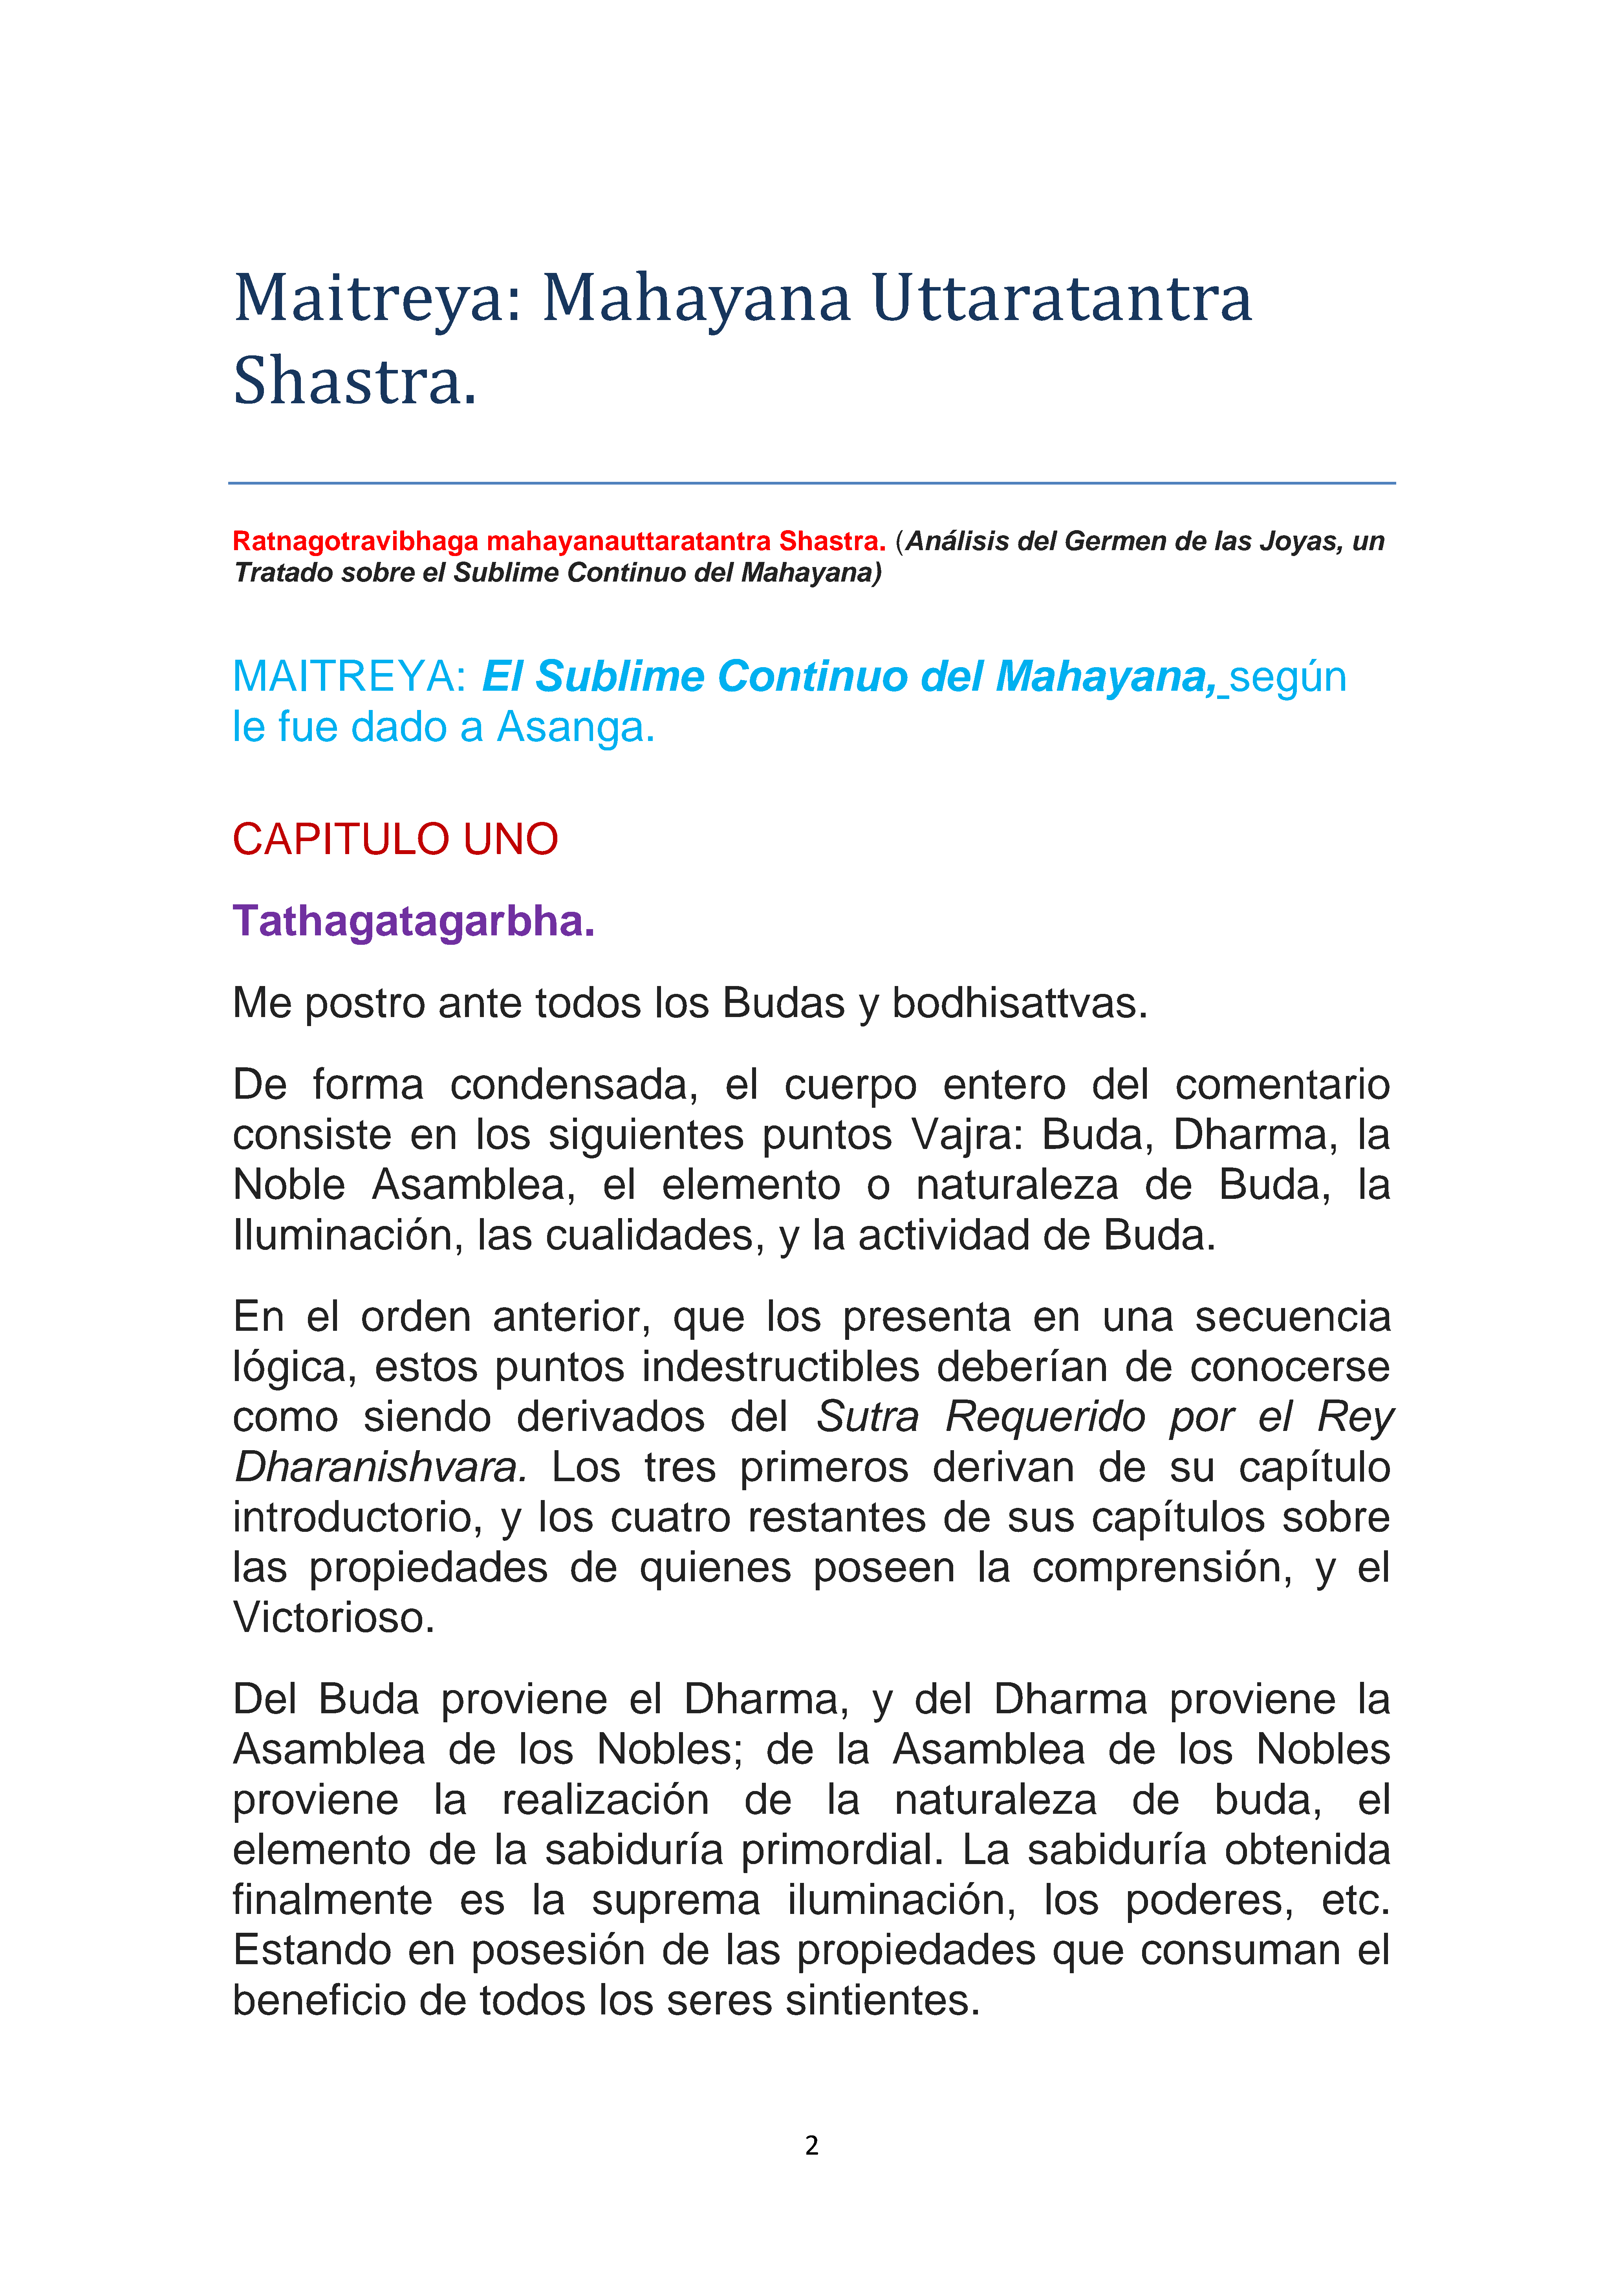 Maitreya: Mahayana Uttaratantra
Shastra.
Ratnagotravibhaga mahayanauttaratantra Shastra. (Análisis del Germen de las Joyas, un
Tratado sobre el Sublime Continuo del Mahayana)
MAITREYA: El Sublime Continuo del Mahayana, según
le fue dado a Asanga.
CAPITULO UNO
Tathagatagarbha.
Me postro ante todos los Budas y bodhisattvas.
De forma condensada, el cuerpo entero del comentario
consiste en los siguientes puntos Vajra: Buda, Dharma, la
Noble Asamblea, el elemento o naturaleza de Buda, la
Iluminación, las cualidades, y la actividad de Buda.
En el orden anterior, que los presenta en una secuencia
lógica, estos puntos indestructibles deberían de conocerse
como siendo derivados del Sutra Requerido por el Rey
Dharanishvara. Los tres primeros derivan de su capítulo
introductorio, y los cuatro restantes de sus capítulos sobre
las propiedades de quienes poseen la comprensión, y el
Victorioso.
Del Buda proviene el Dharma, y del Dharma proviene la
Asamblea de los Nobles; de la Asamblea de los Nobles
proviene la realización de la naturaleza de buda, el
elemento de la sabiduría primordial. La sabiduría obtenida
finalmente es la suprema iluminación, los poderes, etc.
Estando en posesión de las propiedades que consuman el
beneficio de todos los seres sintientes.
2